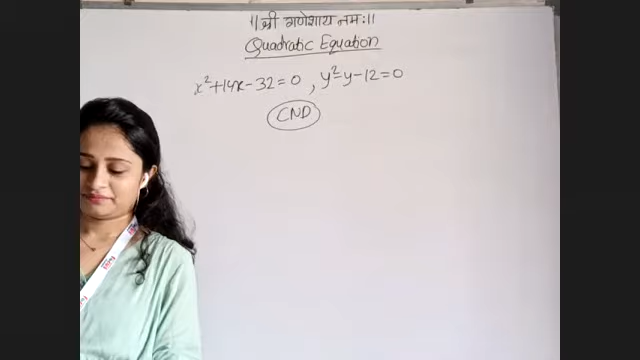 ॥ श्री गणेशाय नमः॥
Quadratic Equation
x²+14x-32=0 , y²-y-12=0
CND